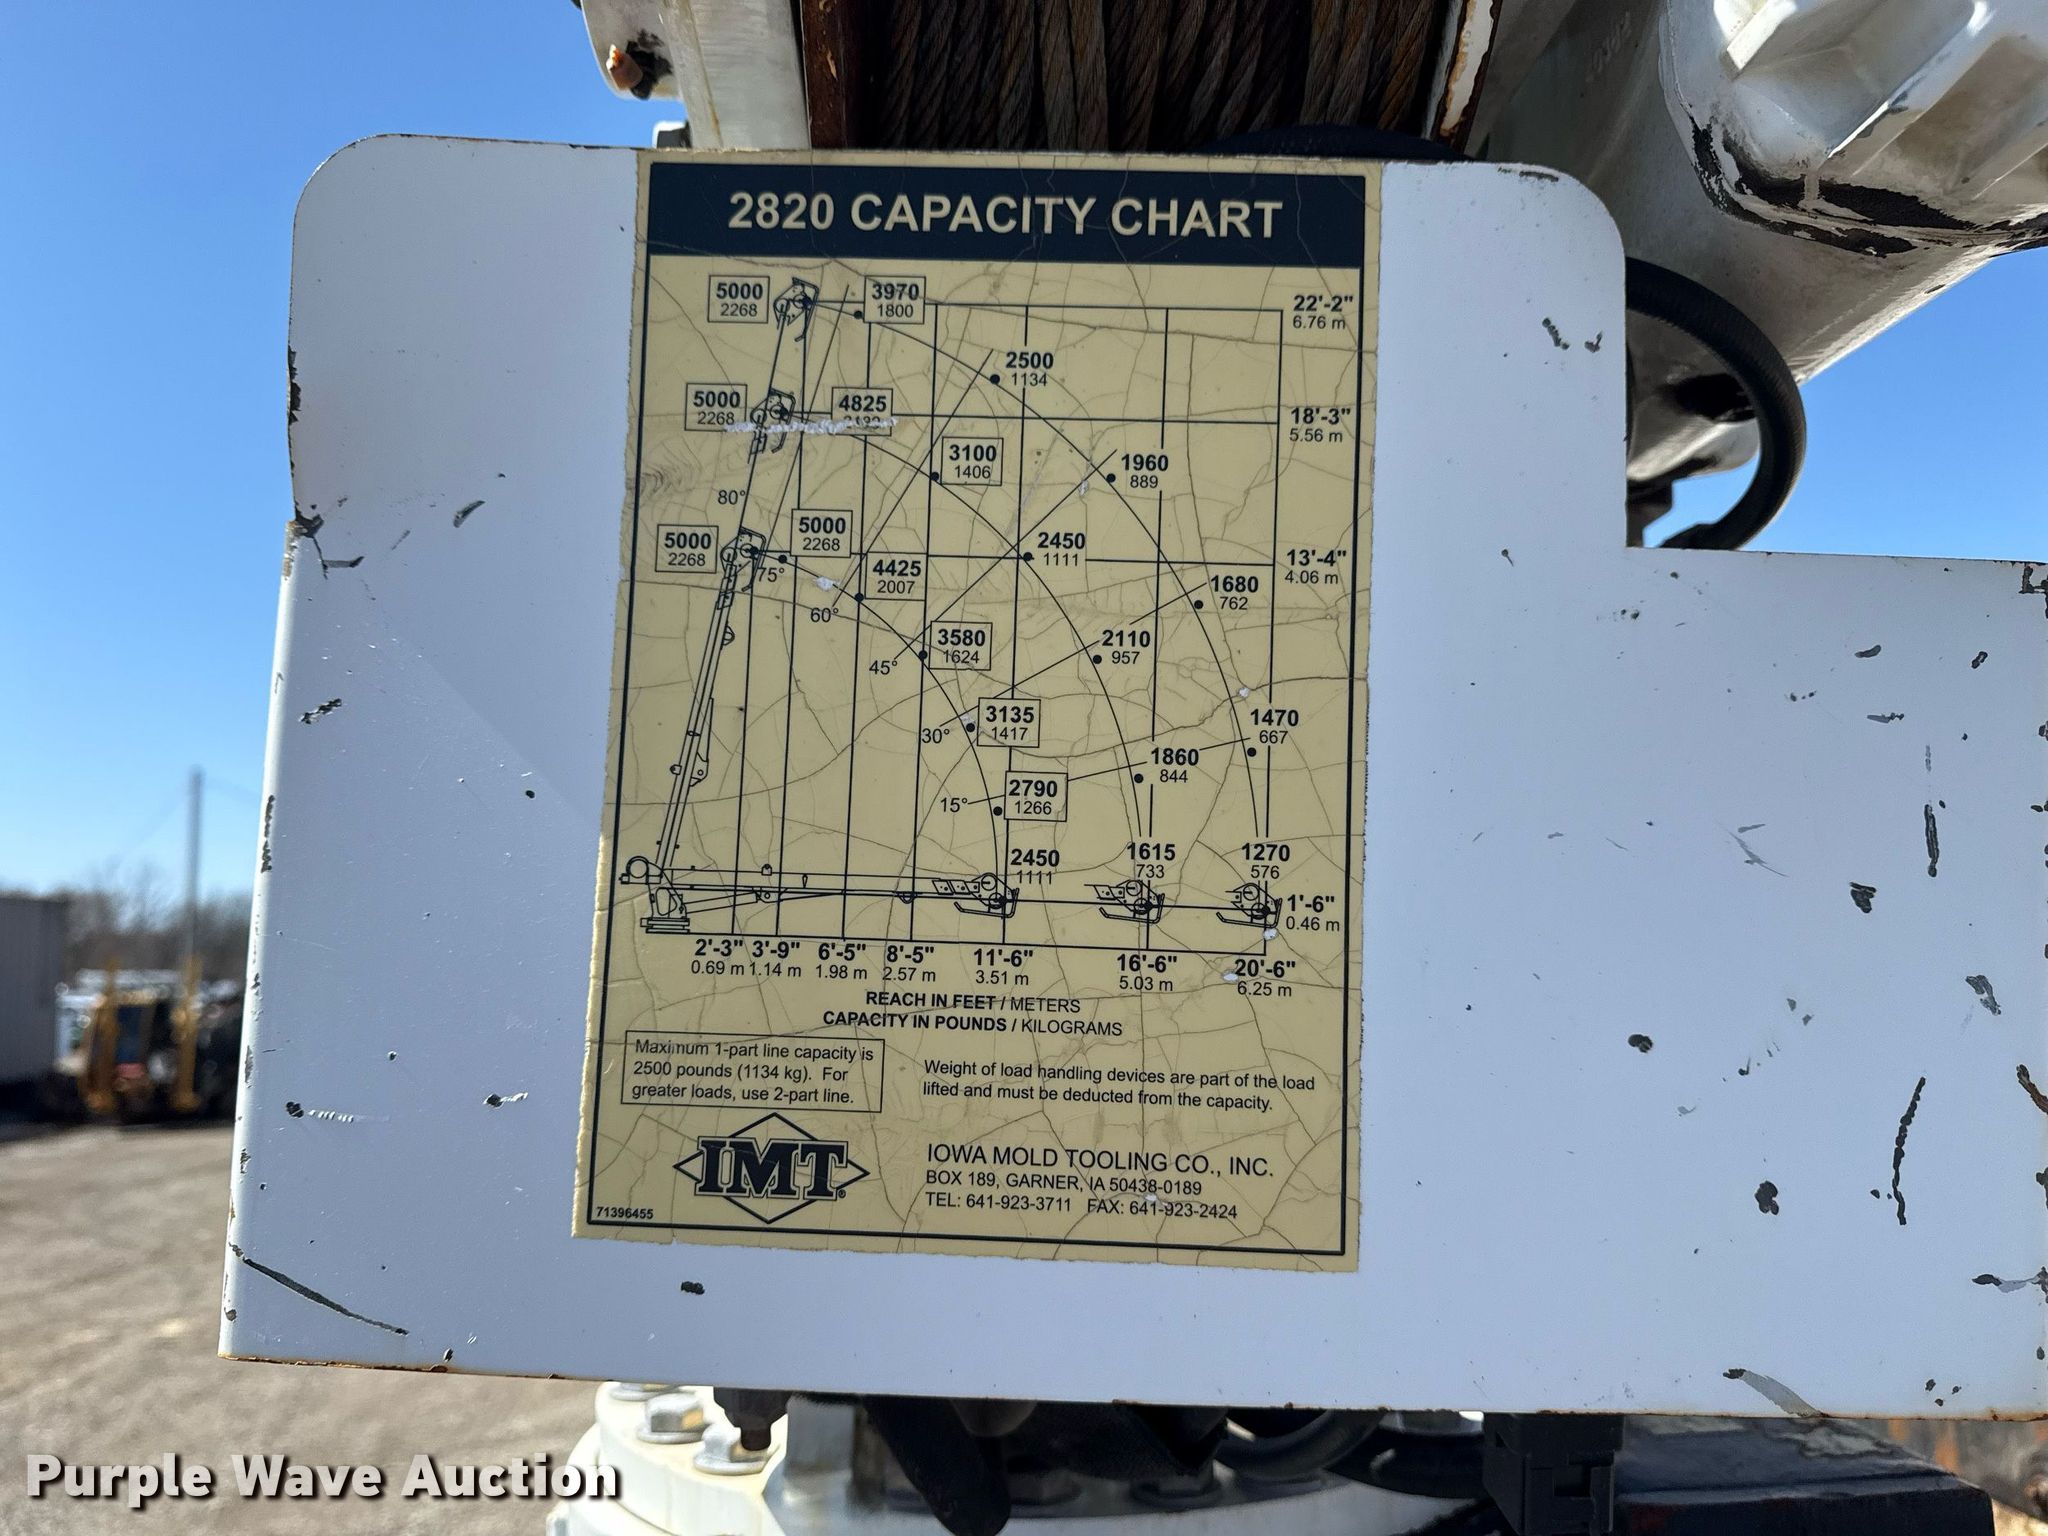 2820 CAPACITY CHART
5000
2268
3970
1800
22'-2"
6.76 m
2500
1134
5000
2268
4825
18'-3"
5.56 m
3100
1406
1960
889
80°
5000
2268
5000
2268
2450
1111
13'-4"
4.06 m
75°
4425
2007
1680
762
60°
3580
1624
2110
957
45°
3135
1417
1470
667
30°
1860
844
2790
1266
15°
2450
1111
1615
733
1270
576
1'-6"
0.46 m
2'-3" 3'-9" 6'-5" 8'-5" 11'-6" 16'-6" 20'-6"
0.69 m 1.14 m 1.98 m 2.57 m 3.51 m 5.03 m 6.25 m
REACH IN FEET / METERS
CAPACITY IN POUNDS / KILOGRAMS
Maximum 1-part line capacity is
2500 pounds (1134 kg). For
greater loads, use 2-part line.
Weight of load handling devices are part of the load
lifted and must be deducted from the capacity.
IMT®
IOWA MOLD TOOLING CO., INC.
BOX 189, GARNER, IA 50438-0189
TEL: 641-923-3711 FAX: 641-923-2424
71396455
Purple Wave Auction